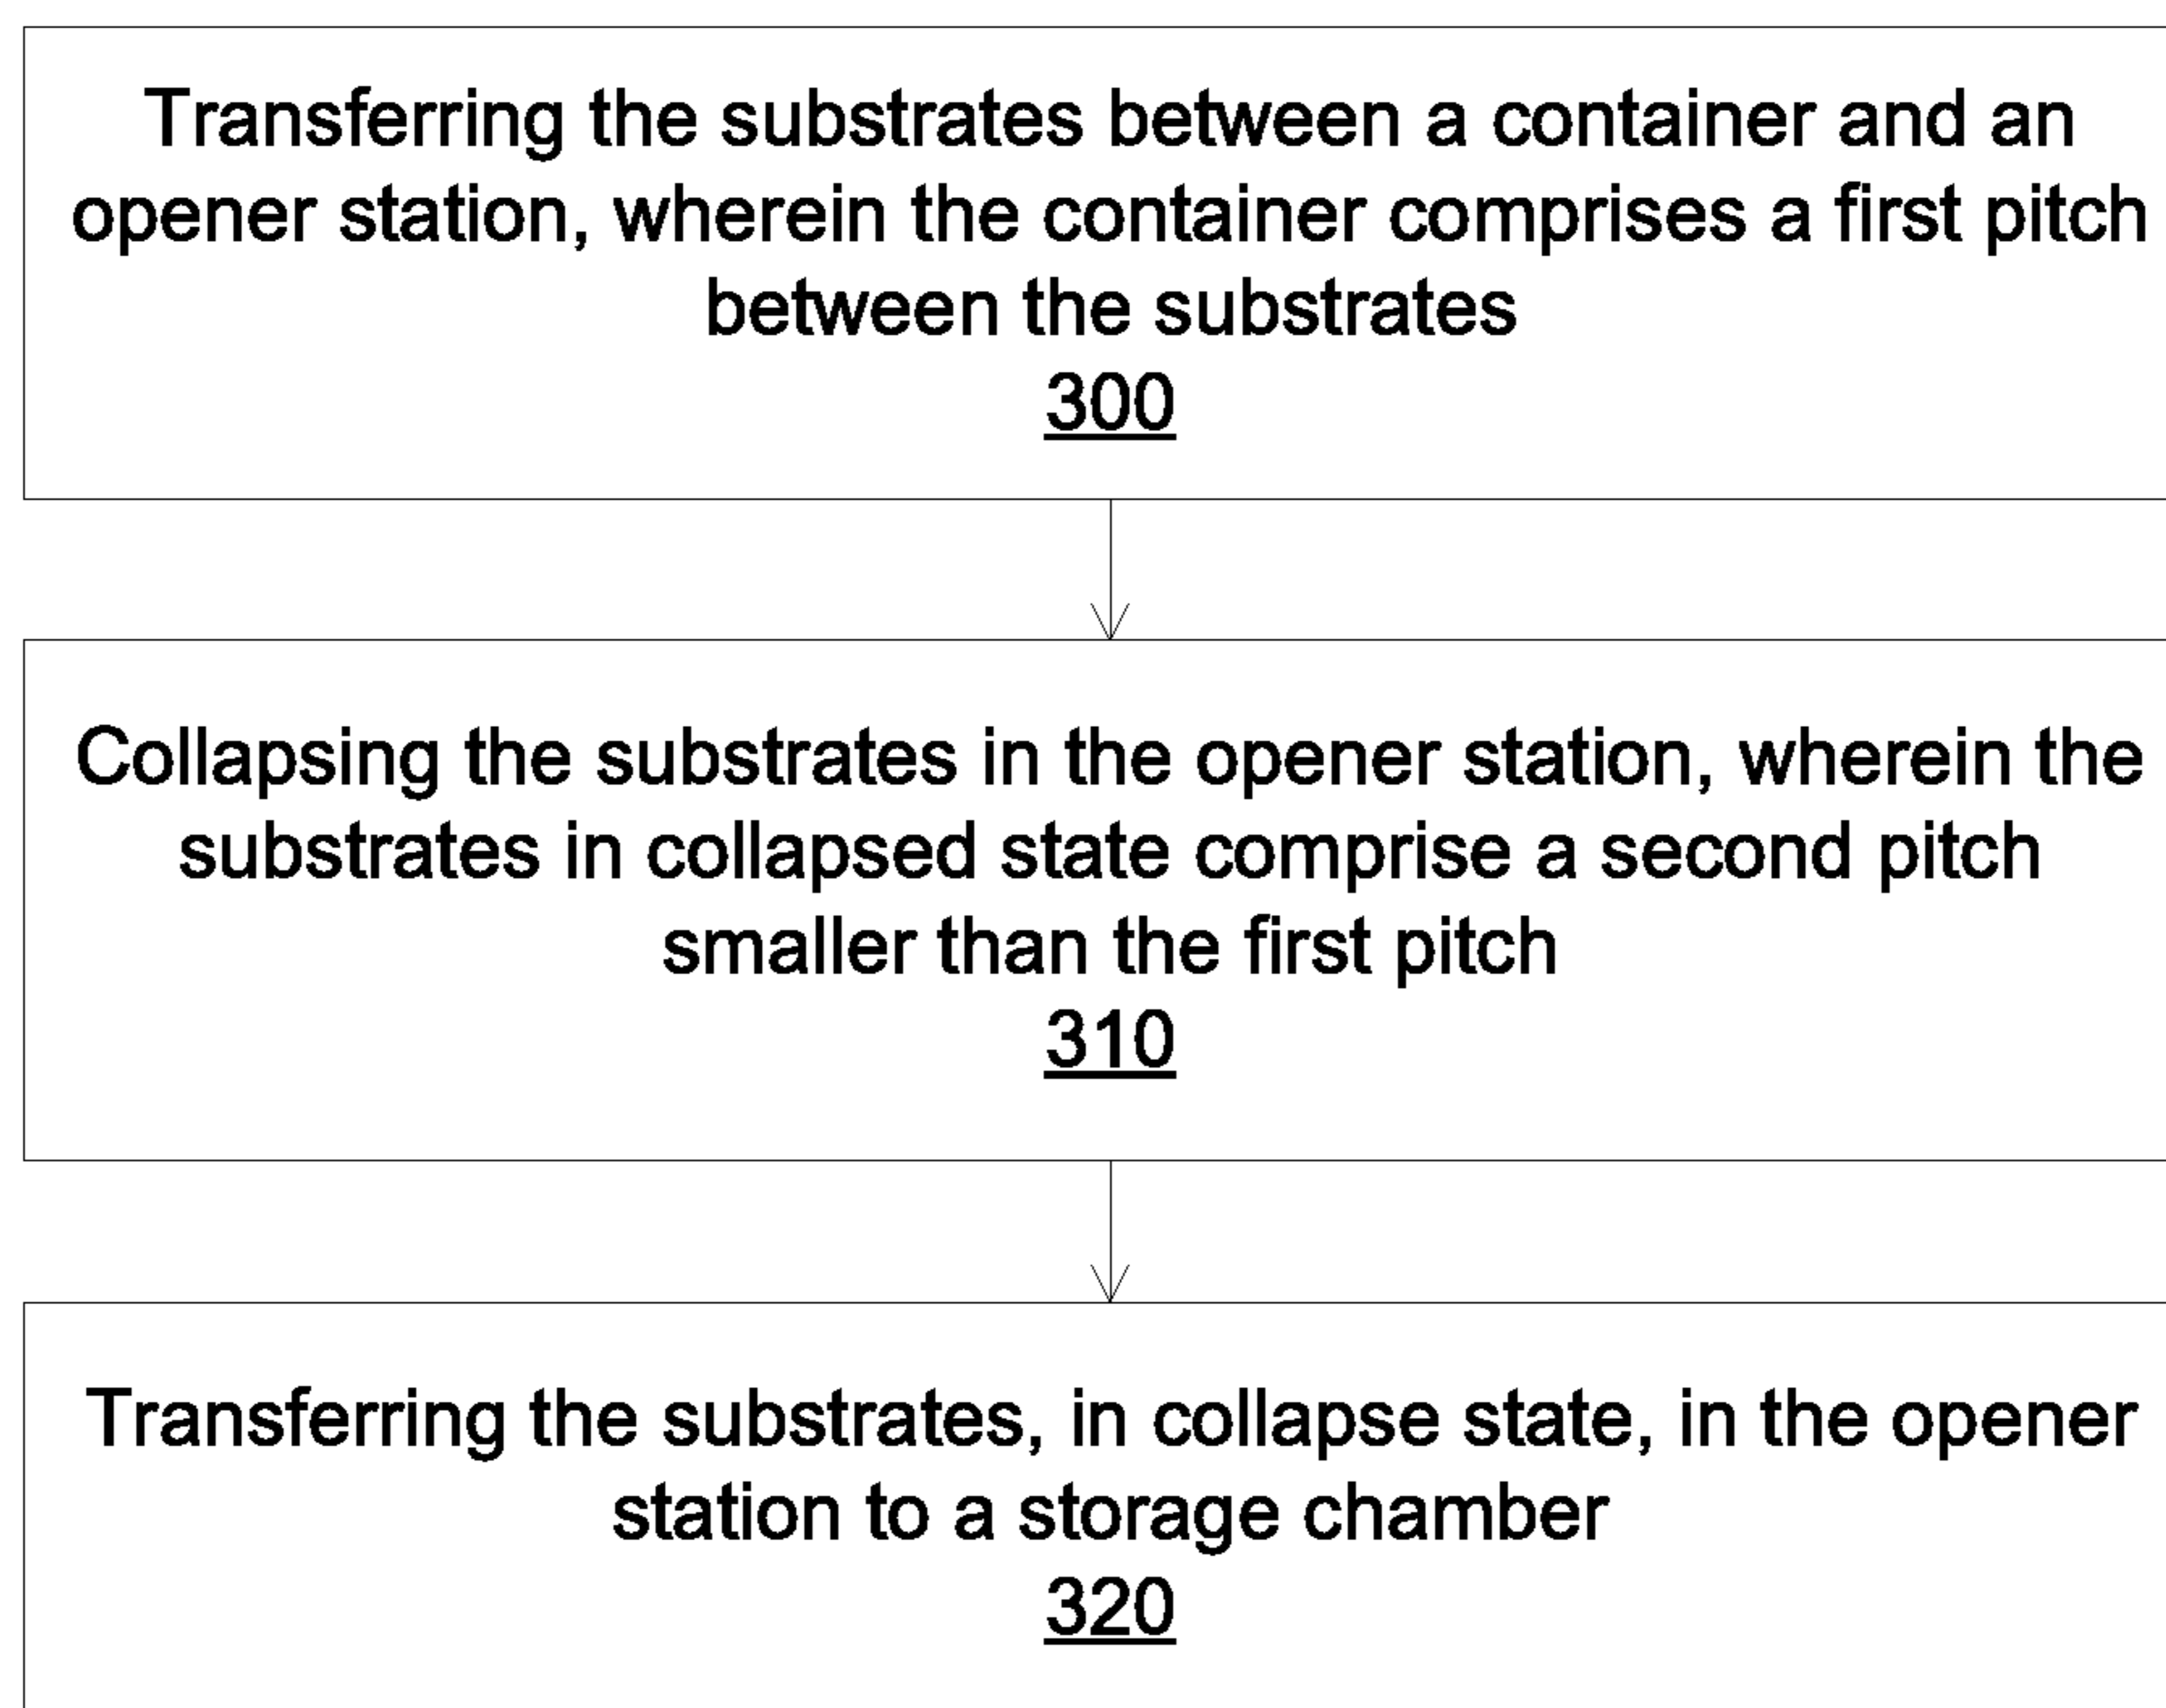 Transferring the substrates between a container and an
opener station, wherein the container comprises a first pitch
between the substrates
300
Collapsing the substrates in the opener station, wherein the
substrates in collapsed state comprise a second pitch
smaller than the first pitch
310
Transferring the substrates, in collapse state, in the opener
station to a storage chamber
320